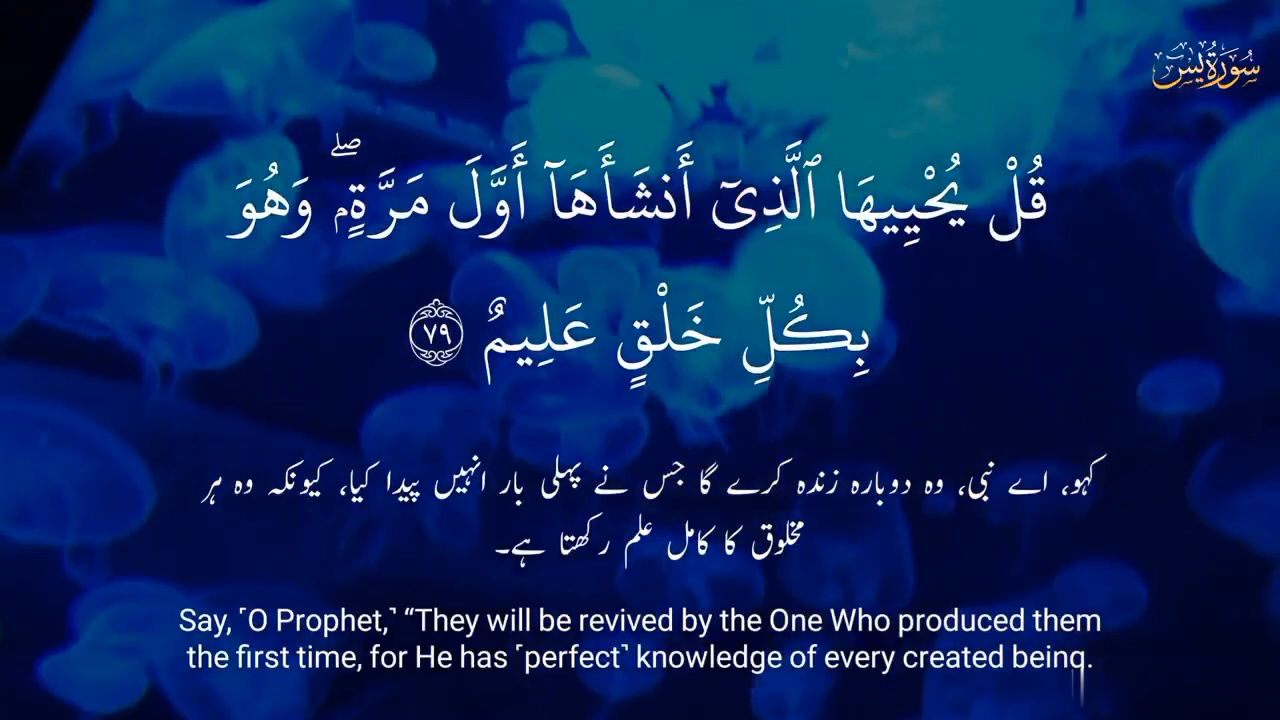 سُورَةُ يس
قُلْ يُحْيِيهَا ٱلَّذِىٓ أَنشَأَهَآ أَوَّلَ مَرَّةٍۢ ۖ وَهُوَ
بِكُلِّ خَلْقٍ عَلِيمٌ ٧٩
کہو، اے نبی، وہ دوبارہ زندہ کرے گا جس نے پہلی بار انہیں پیدا کیا، کیونکہ وہ ہر
مخلوق کا کامل علم رکھتا ہے۔
Say, ˹O Prophet,˺ “They will be revived by the One Who produced them
the first time, for He has ˹perfect˺ knowledge of every created being.